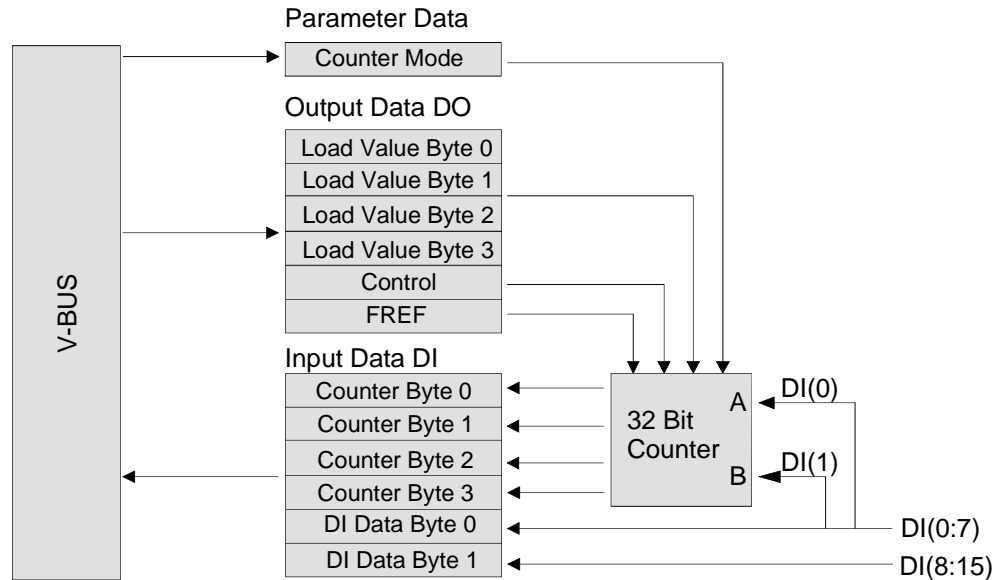 Parameter Data
Counter Mode
Output Data DO
Load Value Byte 0
Load Value Byte 1
Load Value Byte 2
Load Value Byte 3
Control
FREF
V-BUS
Input Data DI
Counter Byte 0
Counter Byte 1
Counter Byte 2
Counter Byte 3
DI Data Byte 0
DI Data Byte 1
32 Bit
Counter
A
B
DI(0)
DI(1)
DI(0:7)
DI(8:15)